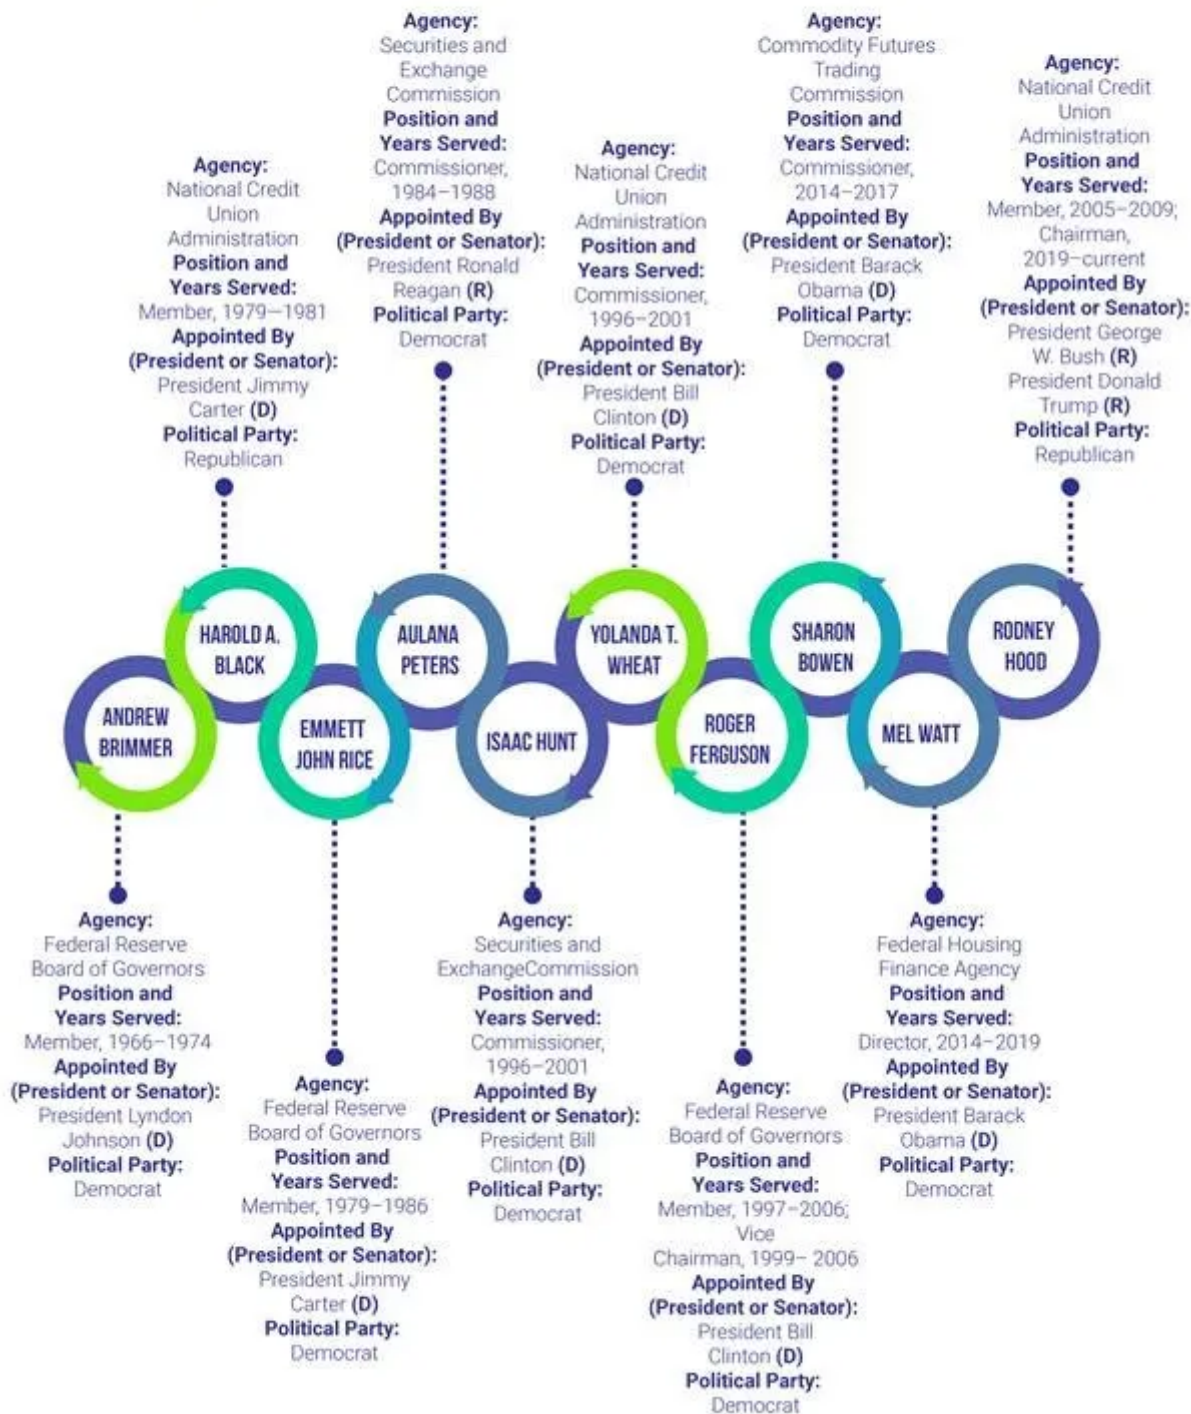 Agency:
National Credit
Union
Administration
Position and
Years Served:
Member, 1979—1981
Appointed By
(President or Senator):
President Jimmy
Carter (D)
Political Party:
Republican
Agency:
Securities and
Exchange
Commission
Position and
Years Served:
Commissioner,
1984–1988
Appointed By
(President or Senator):
President Ronald
Reagan (R)
Political Party:
Democrat
Agency:
National Credit
Union
Administration
Position and
Years Served:
Commissioner,
1996–2001
Appointed By
(President or Senator):
President Bill
Clinton (D)
Political Party:
Democrat
Agency:
Commodity Futures
Trading
Commission
Position and
Years Served:
Commissioner,
2014–2017
Appointed By
(President or Senator):
President Barack
Obama (D)
Political Party:
Democrat
Agency:
National Credit
Union
Administration
Position and
Years Served:
Member, 2005–2009;
Chairman,
2019–current
Appointed By
(President or Senator):
President George
W. Bush (R)
President Donald
Trump (R)
Political Party:
Republican
ANDREW
BRIMMER
HAROLD A.
BLACK
EMMETT
JOHN RICE
AULANA
PETERS
ISAAC HUNT
YOLANDA T.
WHEAT
ROGER
FERGUSON
SHARON
BOWEN
MEL WATT
RODNEY
HOOD
Agency:
Federal Reserve
Board of Governors
Position and
Years Served:
Member, 1966–1974
Appointed By
(President or Senator):
President Lyndon
Johnson (D)
Political Party:
Democrat
Agency:
Federal Reserve
Board of Governors
Position and
Years Served:
Member, 1979–1986
Appointed By
(President or Senator):
President Jimmy
Carter (D)
Political Party:
Democrat
Agency:
Securities and
ExchangeCommission
Position and
Years Served:
Commissioner,
1996–2001
Appointed By
(President or Senator):
President Bill
Clinton (D)
Political Party:
Democrat
Agency:
Federal Reserve
Board of Governors
Position and
Years Served:
Member, 1997–2006;
Vice
Chairman, 1999– 2006
Appointed By
(President or Senator):
President Bill
Clinton (D)
Political Party:
Democrat
Agency:
Federal Housing
Finance Agency
Position and
Years Served:
Director, 2014–2019
Appointed By
(President or Senator):
President Barack
Obama (D)
Political Party:
Democrat